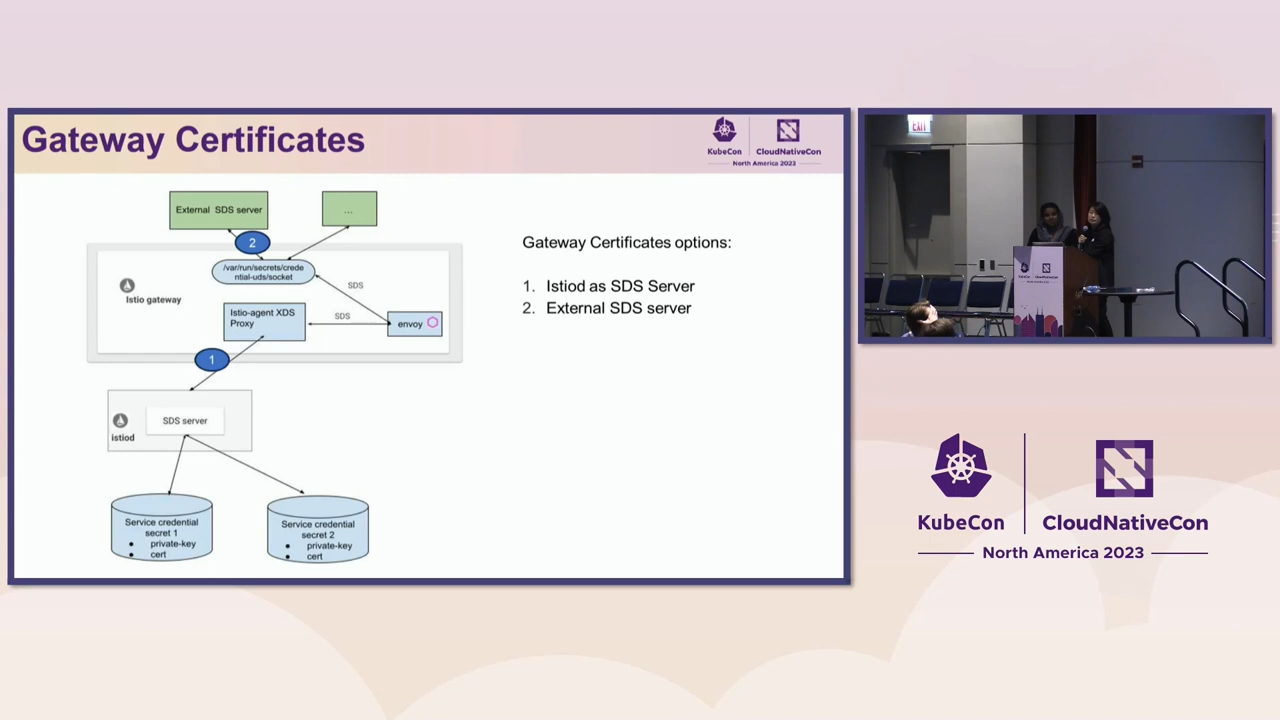 Gateway Certificates
KubeCon
CloudNativeCon
North America 2023
External SDS server
...
2
/var/run/secrets/crede
ntial-uds/socket
SDS
Istio gateway
Istio-agent XDS
Proxy
SDS
envoy
1
SDS server
istiod
Service credential
secret 1
● private-key
● cert
Service credential
secret 2
● private-key
● cert
Gateway Certificates options:
1. Istiod as SDS Server
2. External SDS server
EXIT
KubeCon
CloudNativeCon
North America 2023